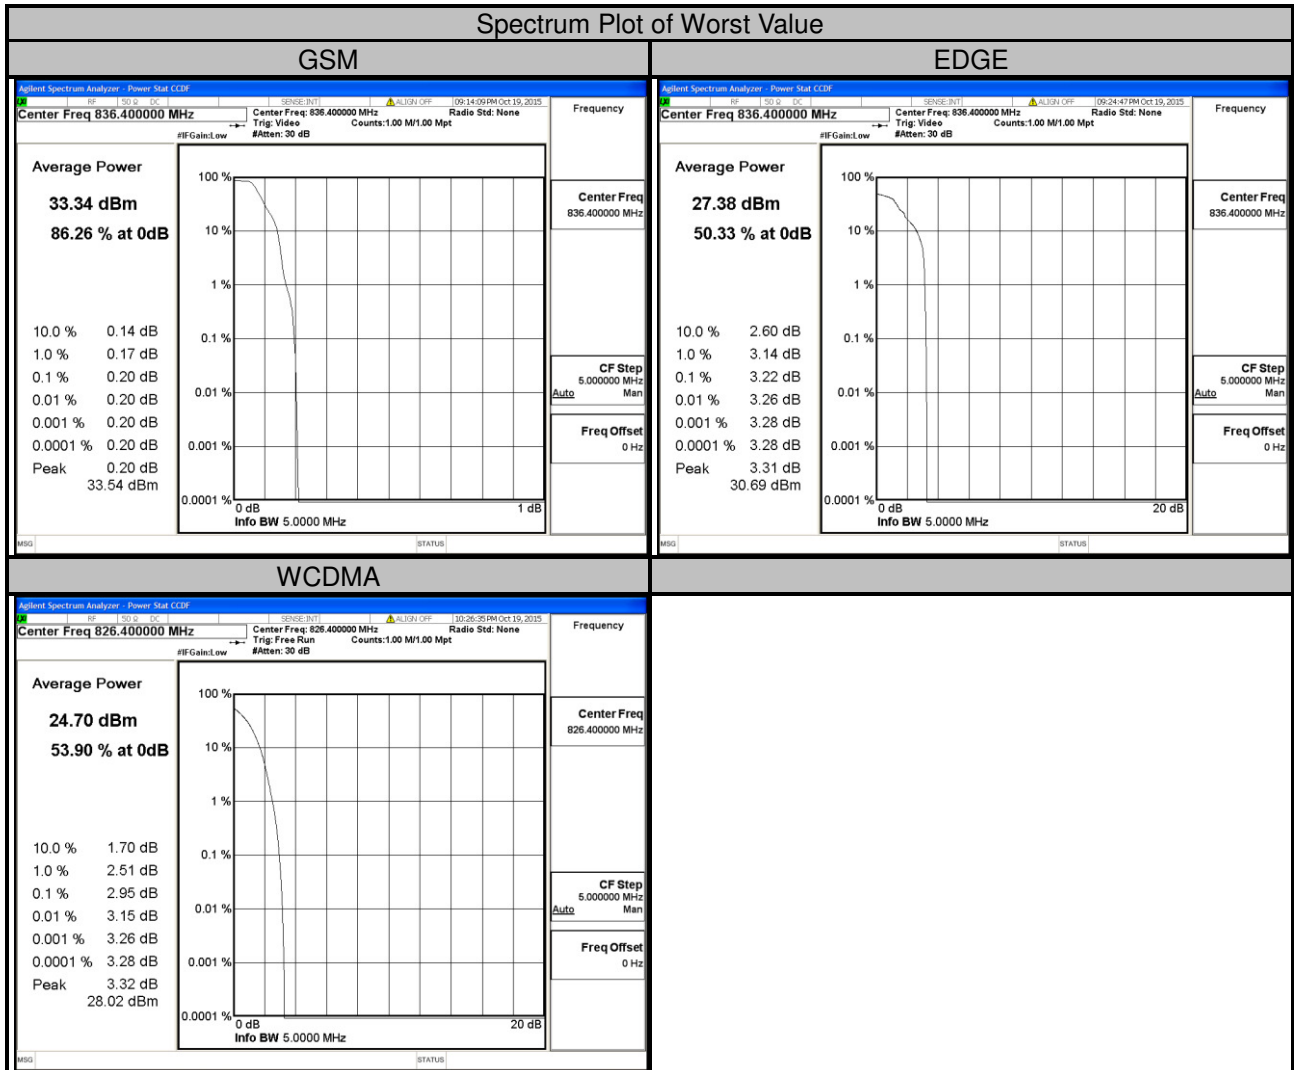 Spectrum Plot of Worst Value
GSM
EDGE
Agilent Spectrum Analyzer - Power Stat CCDF
RF 50 Ω DC SENSE:INT ALIGN OFF 09:14:09 PM Oct 19, 2015
Center Freq 836.400000 MHz
Center Freq: 836.400000 MHz Radio Std: None
Trig: Video Counts:1.00 M/1.00 Mpt
#IFGain:Low #Atten: 30 dB
Frequency
Average Power
33.34 dBm
86.26 % at 0dB
10.0 % 0.14 dB
1.0 % 0.17 dB
0.1 % 0.20 dB
0.01 % 0.20 dB
0.001 % 0.20 dB
0.0001 % 0.20 dB
Peak 0.20 dB
33.54 dBm
100 %
10 %
1 %
0.1 %
0.01 %
0.001 %
0.0001 %
0 dB 1 dB
Info BW 5.0000 MHz
Center Freq
836.400000 MHz
CF Step
5.000000 MHz
Auto Man
Freq Offset
0 Hz
MSG STATUS
Agilent Spectrum Analyzer - Power Stat CCDF
RF 50 Ω DC SENSE:INT ALIGN OFF 09:24:47 PM Oct 19, 2015
Center Freq 836.400000 MHz
Center Freq: 836.400000 MHz Radio Std: None
Trig: Video Counts:1.00 M/1.00 Mpt
#IFGain:Low #Atten: 30 dB
Frequency
Average Power
27.38 dBm
50.33 % at 0dB
10.0 % 2.60 dB
1.0 % 3.14 dB
0.1 % 3.22 dB
0.01 % 3.26 dB
0.001 % 3.28 dB
0.0001 % 3.28 dB
Peak 3.31 dB
30.69 dBm
100 %
10 %
1 %
0.1 %
0.01 %
0.001 %
0.0001 %
0 dB 20 dB
Info BW 5.0000 MHz
Center Freq
836.400000 MHz
CF Step
5.000000 MHz
Auto Man
Freq Offset
0 Hz
MSG STATUS
WCDMA
Agilent Spectrum Analyzer - Power Stat CCDF
RF 50 Ω DC SENSE:INT ALIGN OFF 10:26:35 PM Oct 19, 2015
Center Freq 826.400000 MHz
Center Freq: 826.400000 MHz Radio Std: None
Trig: Free Run Counts:1.00 M/1.00 Mpt
#IFGain:Low #Atten: 30 dB
Frequency
Average Power
24.70 dBm
53.90 % at 0dB
10.0 % 1.70 dB
1.0 % 2.51 dB
0.1 % 2.95 dB
0.01 % 3.15 dB
0.001 % 3.26 dB
0.0001 % 3.28 dB
Peak 3.32 dB
28.02 dBm
100 %
10 %
1 %
0.1 %
0.01 %
0.001 %
0.0001 %
0 dB 20 dB
Info BW 5.0000 MHz
Center Freq
826.400000 MHz
CF Step
5.000000 MHz
Auto Man
Freq Offset
0 Hz
MSG STATUS